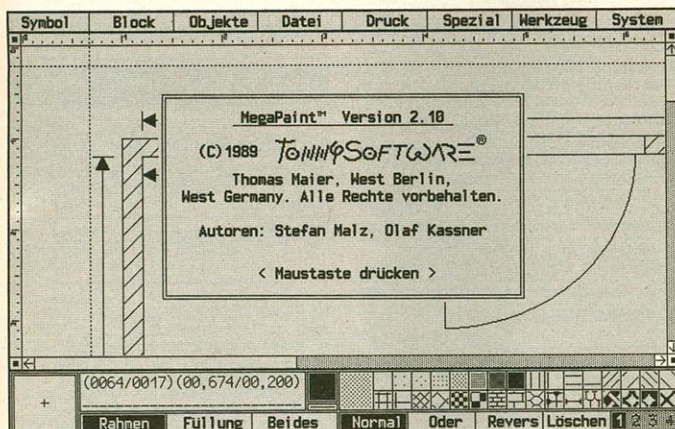 Symbol Block Objekte Datei Druck Spezial Werkzeug System
MegaPaint™ Version 2.10
(C) 1989 TOMMYSOFTWARE®
Thomas Maier, West Berlin,
West Germany. Alle Rechte vorbehalten.
Autoren: Stefan Malz, Olaf Kassner
< Maustaste drücken >
(0064/0017)(00,674/00,200)
Rahmen Füllung Beides Normal Oder Revers Löschen 1 2 3 4